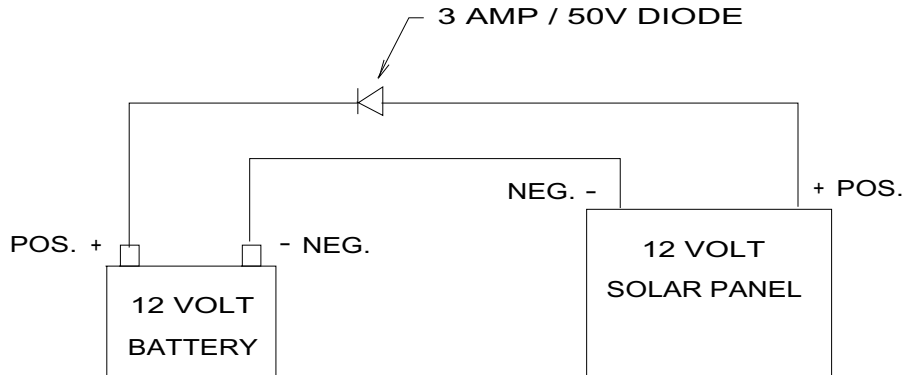 3 AMP / 50V DIODE
NEG. -
+ POS.
POS. +
- NEG.
12 VOLT
SOLAR PANEL
12 VOLT
BATTERY